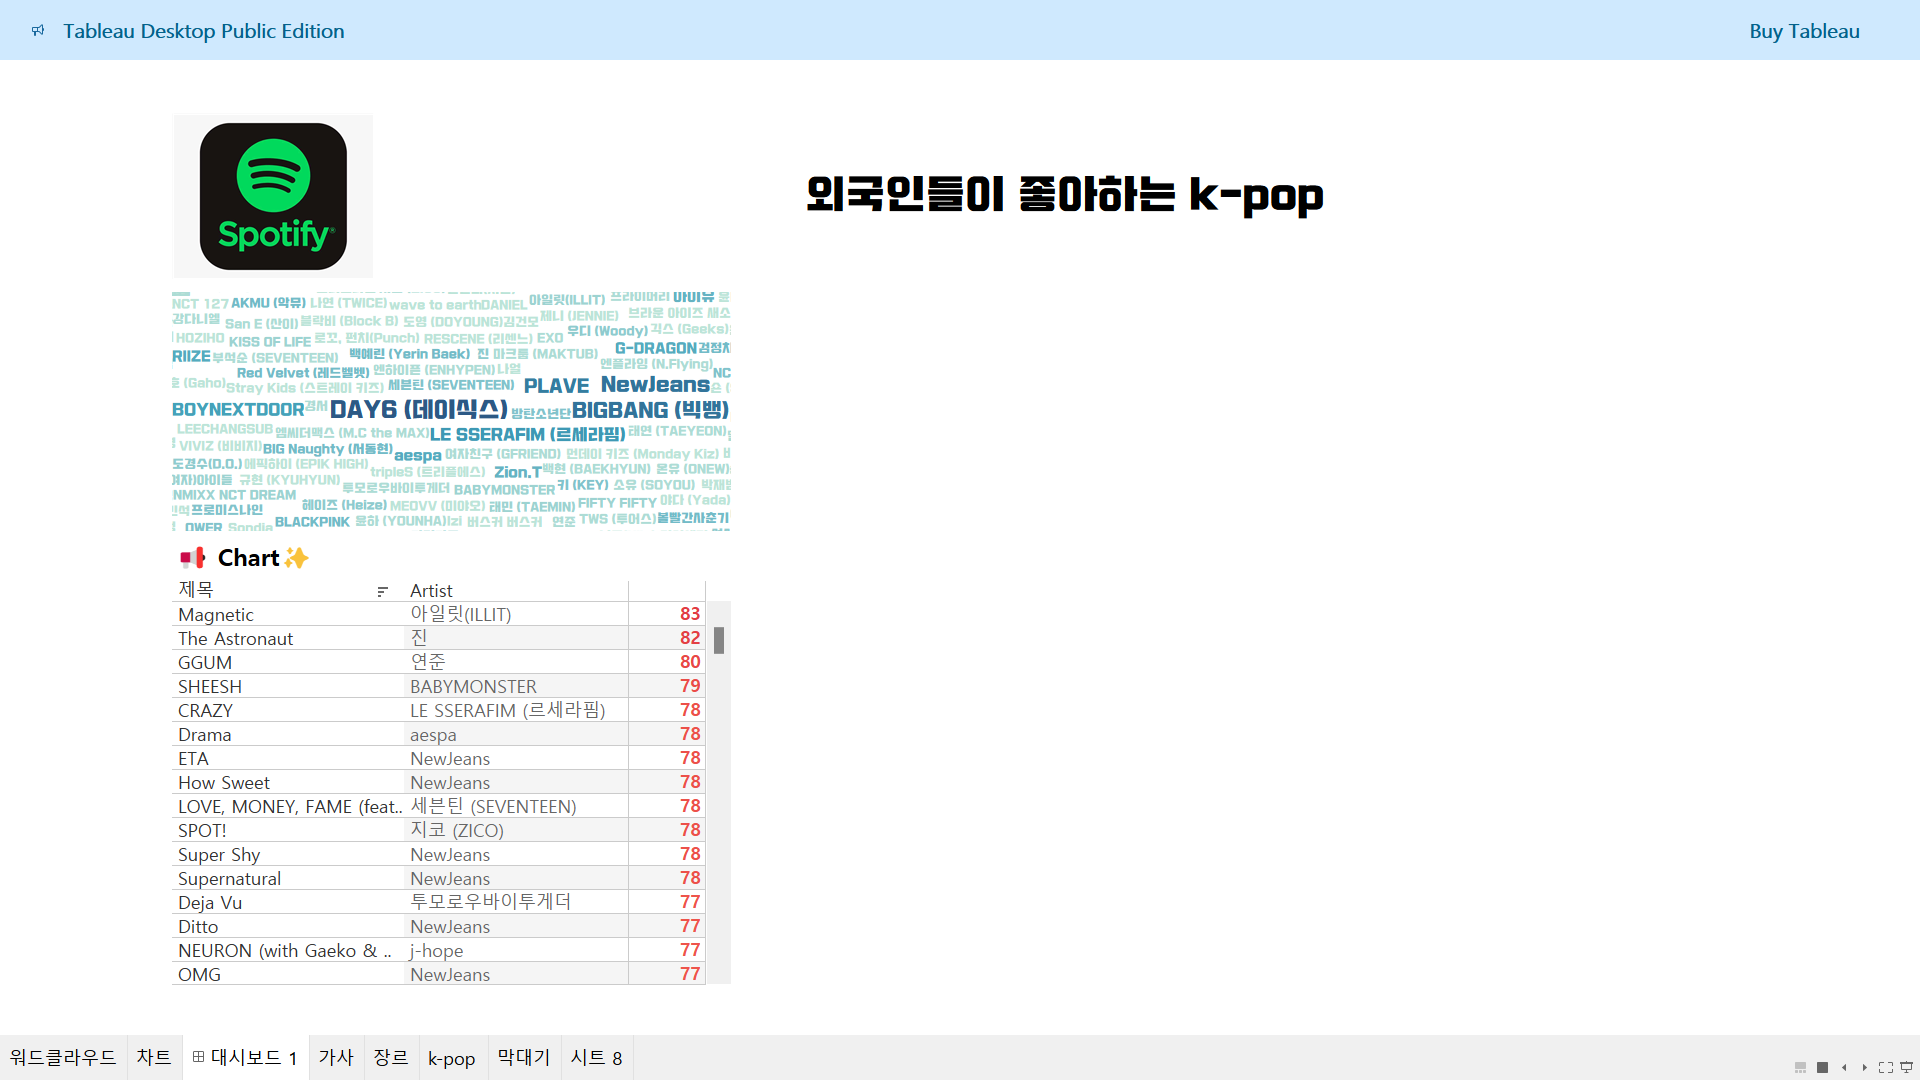 Tableau Desktop Public Edition
Buy Tableau
Spotify
외국인들이 좋아하는 k-pop
NCT 127 AKMU (악뮤) 나연 (TWICE) wave to earth DANIEL 아일릿(ILLIT) 프라이머리 아이유
강다니엘 San E (산이) 블락비 (Block B) 도영 (DOYOUNG) 김건모 제니 (JENNIE) 브라운 아이즈 새소
HOZIHO KISS OF LIFE 로꼬, 펀치(Punch) RESCENE (리센느) EXO 우디 (Woody) 긱스 (Geeks)
RIIZE 부석순 (SEVENTEEN) 백예린 (Yerin Baek) 진 마크툽 (MAKTUB) G-DRAGON 검정치
Red Velvet (레드벨벳) 엔하이픈 (ENHYPEN) 나얼 엔플라잉 (N.Flying) NC
(Gaho) Stray Kids (스트레이 키즈) 세븐틴 (SEVENTEEN) PLAVE NewJeans 순
BOYNEXTDOOR 경서 DAY6 (데이식스) 방탄소년단 BIGBANG (빅뱅)
LEECHANGSUB 엠씨더맥스 (M.C the MAX) LE SSERAFIM (르세라핌) 태연 (TAEYEON)
VIVIZ (비비지) BIG Naughty (서동현) aespa 여자친구 (GFRIEND) 먼데이 키즈 (Monday Kiz)
도경수(D.O.) 에픽하이 (EPIK HIGH) tripleS (트리플에스) Zion.T 백현 (BAEKHYUN) 온유 (ONEW)
여자)아이들 규현 (KYUHYUN) 투모로우바이투게더 BABYMONSTER 키 (KEY) 소유 (SOYOU) 박재범
NMIXX NCT DREAM
프로미스나인 헤이즈 (Heize) MEOVV (미야오) 태민 (TAEMIN) FIFTY FIFTY 야다 (Yada)
QWER Sondia BLACKPINK 윤하 (YOUNHA) Izi 버스커 버스커 연준 TWS (투어스) 볼빨간사춘기
Chart
제목 Artist
Magnetic 아일릿(ILLIT) 83
The Astronaut 진 82
GGUM 연준 80
SHEESH BABYMONSTER 79
CRAZY LE SSERAFIM (르세라핌) 78
Drama aespa 78
ETA NewJeans 78
How Sweet NewJeans 78
LOVE, MONEY, FAME (feat.. 세븐틴 (SEVENTEEN) 78
SPOT! 지코 (ZICO) 78
Super Shy NewJeans 78
Supernatural NewJeans 78
Deja Vu 투모로우바이투게더 77
Ditto NewJeans 77
NEURON (with Gaeko & .. j-hope 77
OMG NewJeans 77
워드클라우드 차트 대시보드 1 가사 장르 k-pop 막대기 시트 8